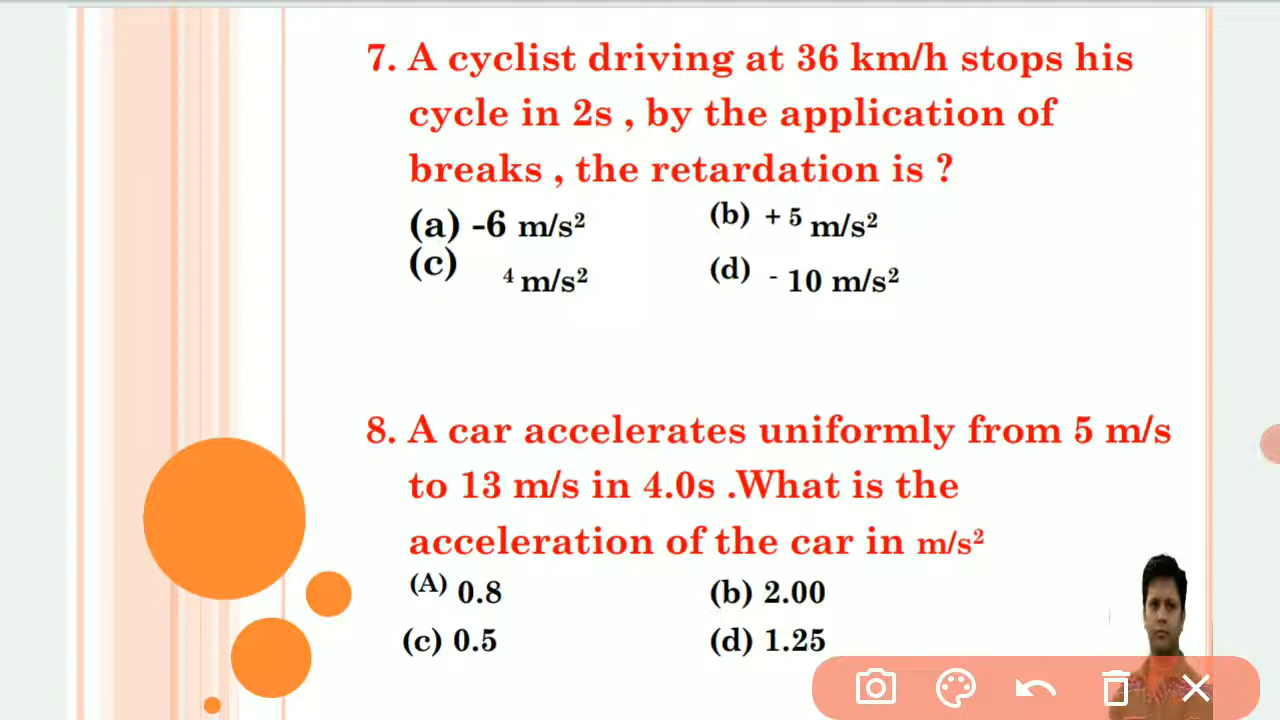 7. A cyclist driving at 36 km/h stops his
cycle in 2s , by the application of
breaks , the retardation is ?
(a) -6 m/s² (b) + 5 m/s²
(c) 4 m/s² (d) - 10 m/s²
8. A car accelerates uniformly from 5 m/s
to 13 m/s in 4.0s .What is the
acceleration of the car in m/s²
(A) 0.8 (b) 2.00
(c) 0.5 (d) 1.25